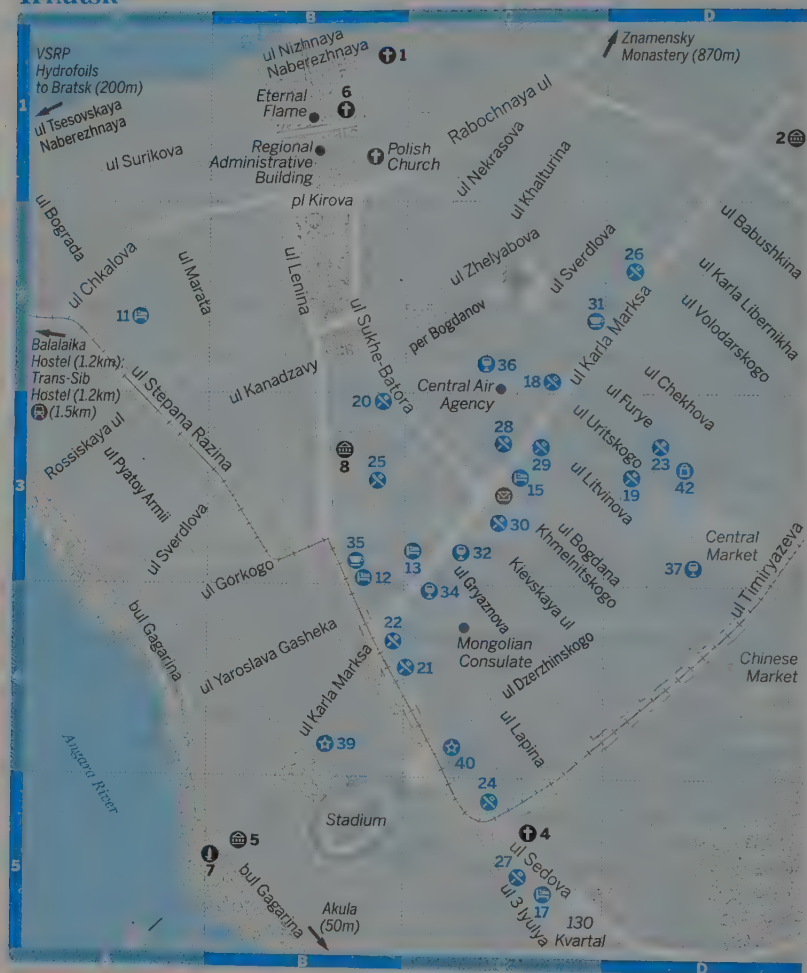 B
C
D
ul Nizhnaya
Naberezhnaya
1
Znamensky
Monastery (870m)
VSRP
Hydrofoils
to Bratsk (200m)
6
Eternal
Flame
1
ul Tsesovskaya
Naberezhnaya
Rabochnaya ul
2
ul Surikova
Regional
Administrative
Building
Polish
Church
ul Nekrasova
ul Khalturina
pl Kirova
ul Bograda
ul Babushkina
ul Chkalova
ul Marata
ul Lenina
ul Zhelyabova
ul Sverdlova
26
ul Karla Libernikha
ul Volodarskogo
11
ul Sukhe-Batora
per Bogdanov
31
ul Karla Marksa
Balalaika
Hostel (1.2km);
Trans-Sib
Hostel (1.2km)
(1.5km)
ul Stepana Razina
ul Kanadzavy
36
Central Air
Agency
18
ul Furye
ul Chekhova
20
Rossiskaya ul
ul Pyatoy Armii
28
29
ul Uritskogo
23
42
8
25
3
15
ul Litvinova
19
ul Sverdlova
30
ul Bogdana
Khmelnitskogo
Central
Market
35
13
32
37
ul Gorkogo
12
34
ul Gryaznova
Kievskaya ul
ul Timiryazeva
bul Gagarina
22
Mongolian
Consulate
ul Yaroslava Gasheka
21
ul Dzerzhinskogo
Chinese
Market
ul Karla Marksa
ul Lapina
39
40
Angara River
24
Stadium
4
5
7
5
27
ul Sedova
17
ul 3 Iyulya
bul Gagarina
Akula
(50m)
130
Kvartal
B
D